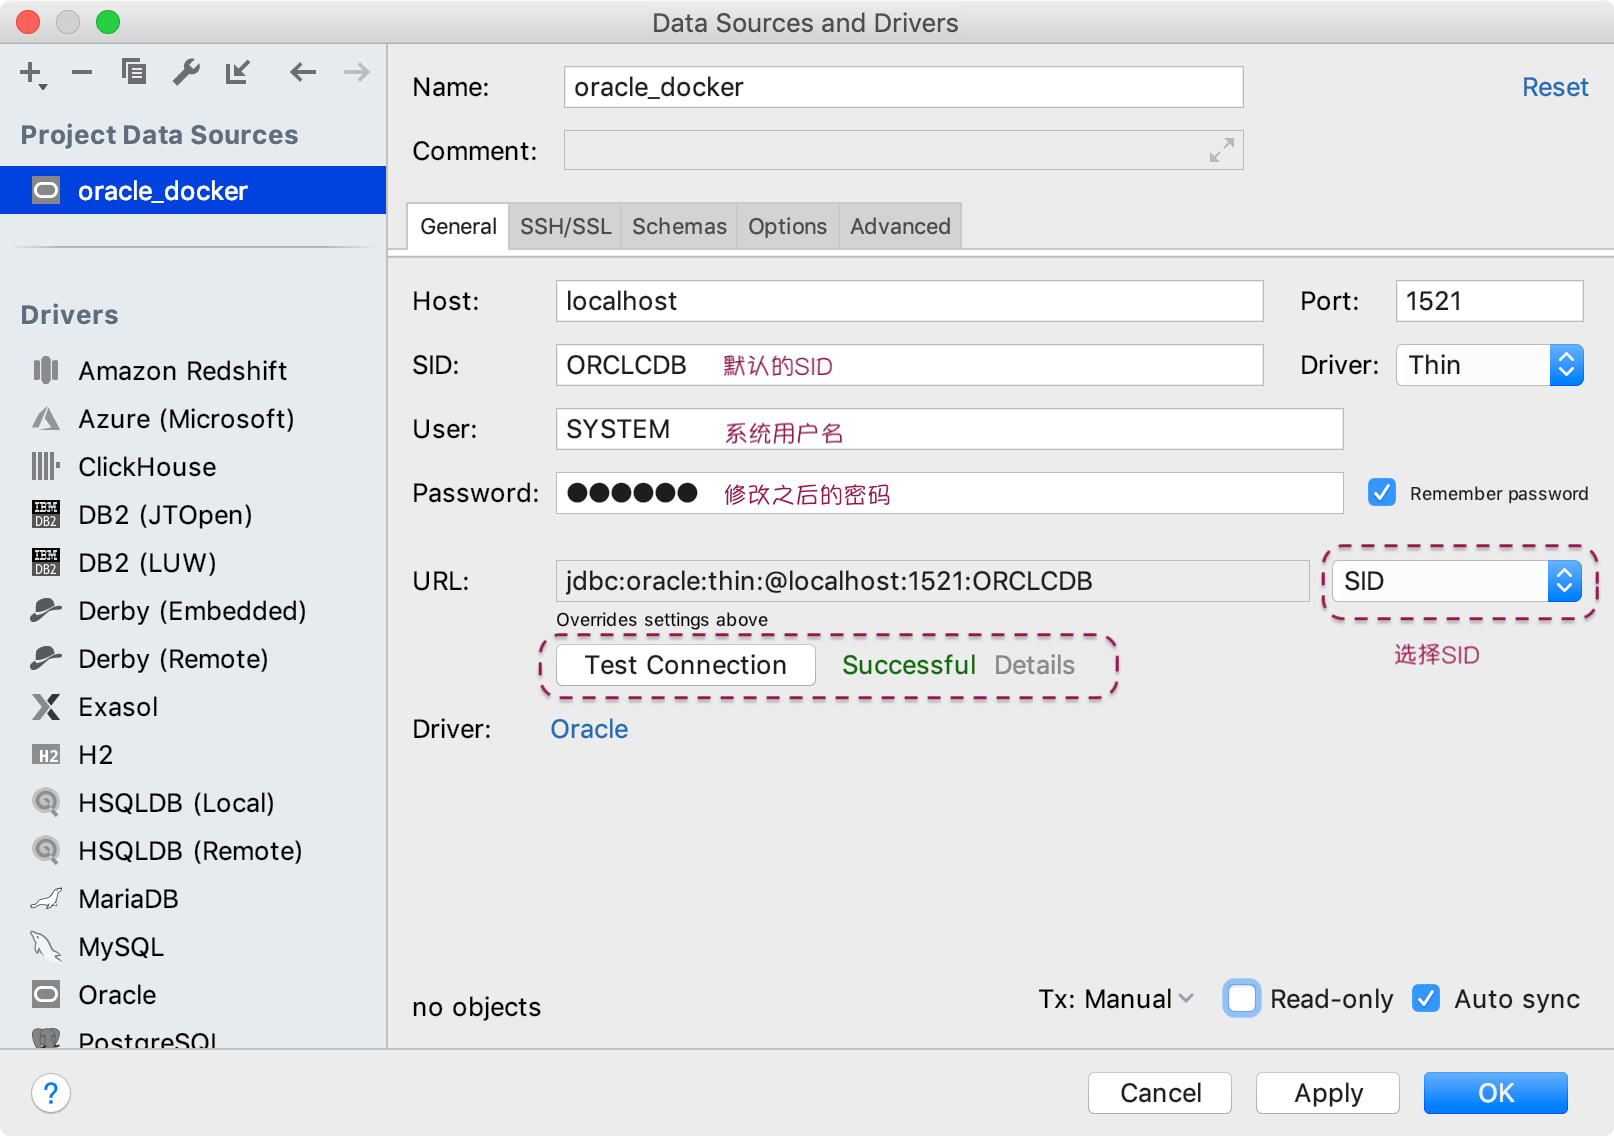 Data Sources and Drivers
Project Data Sources
oracle_docker
Drivers
Amazon Redshift
Azure (Microsoft)
ClickHouse
IBM DB2 DB2 (JTOpen)
IBM DB2 DB2 (LUW)
Derby (Embedded)
Derby (Remote)
Exasol
H2 H2
HSQLDB (Local)
HSQLDB (Remote)
MariaDB
MySQL
Oracle
PostgreSQL
Name: oracle_docker Reset
Comment:
General SSH/SSL Schemas Options Advanced
Host: localhost Port: 1521
SID: ORCLCDB 默认的SID Driver: Thin
User: SYSTEM 系统用户名
Password: ●●●●●● 修改之后的密码 Remember password
URL: jdbc:oracle:thin:@localhost:1521:ORCLCDB SID
Overrides settings above
选择SID
Test Connection Successful Details
Driver: Oracle
no objects Tx: Manual Read-only Auto sync
? Cancel Apply OK